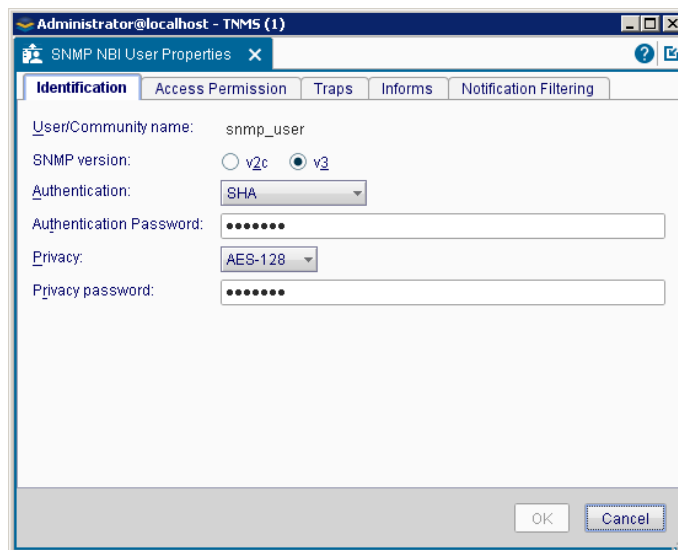 Administrator@localhost - TNMS (1)
SNMP NBI User Properties
Identification Access Permission Traps Informs Notification Filtering
User/Community name: snmp_user
SNMP version: v2c v3
Authentication: SHA
Authentication Password: •••••••
Privacy: AES-128
Privacy password: •••••••
OK Cancel